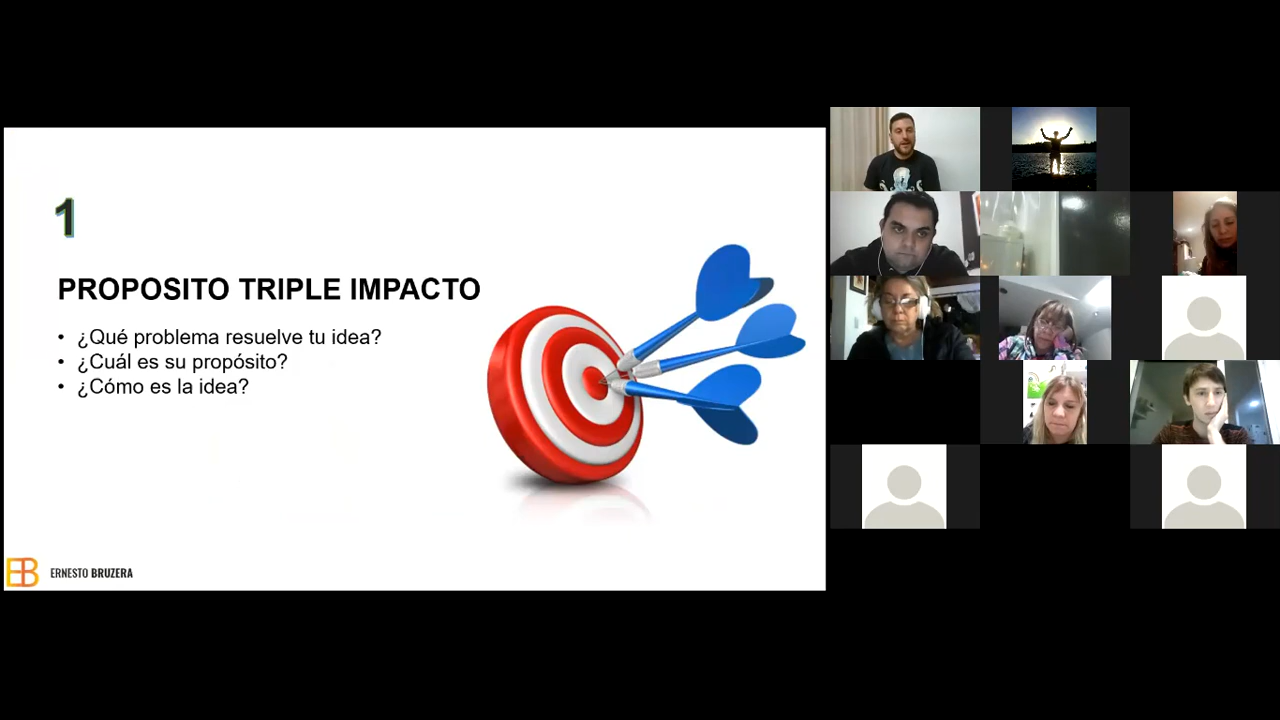 1
PROPOSITO TRIPLE IMPACTO
• ¿Qué problema resuelve tu idea?
• ¿Cuál es su propósito?
• ¿Cómo es la idea?
EB ERNESTO BRUZERA